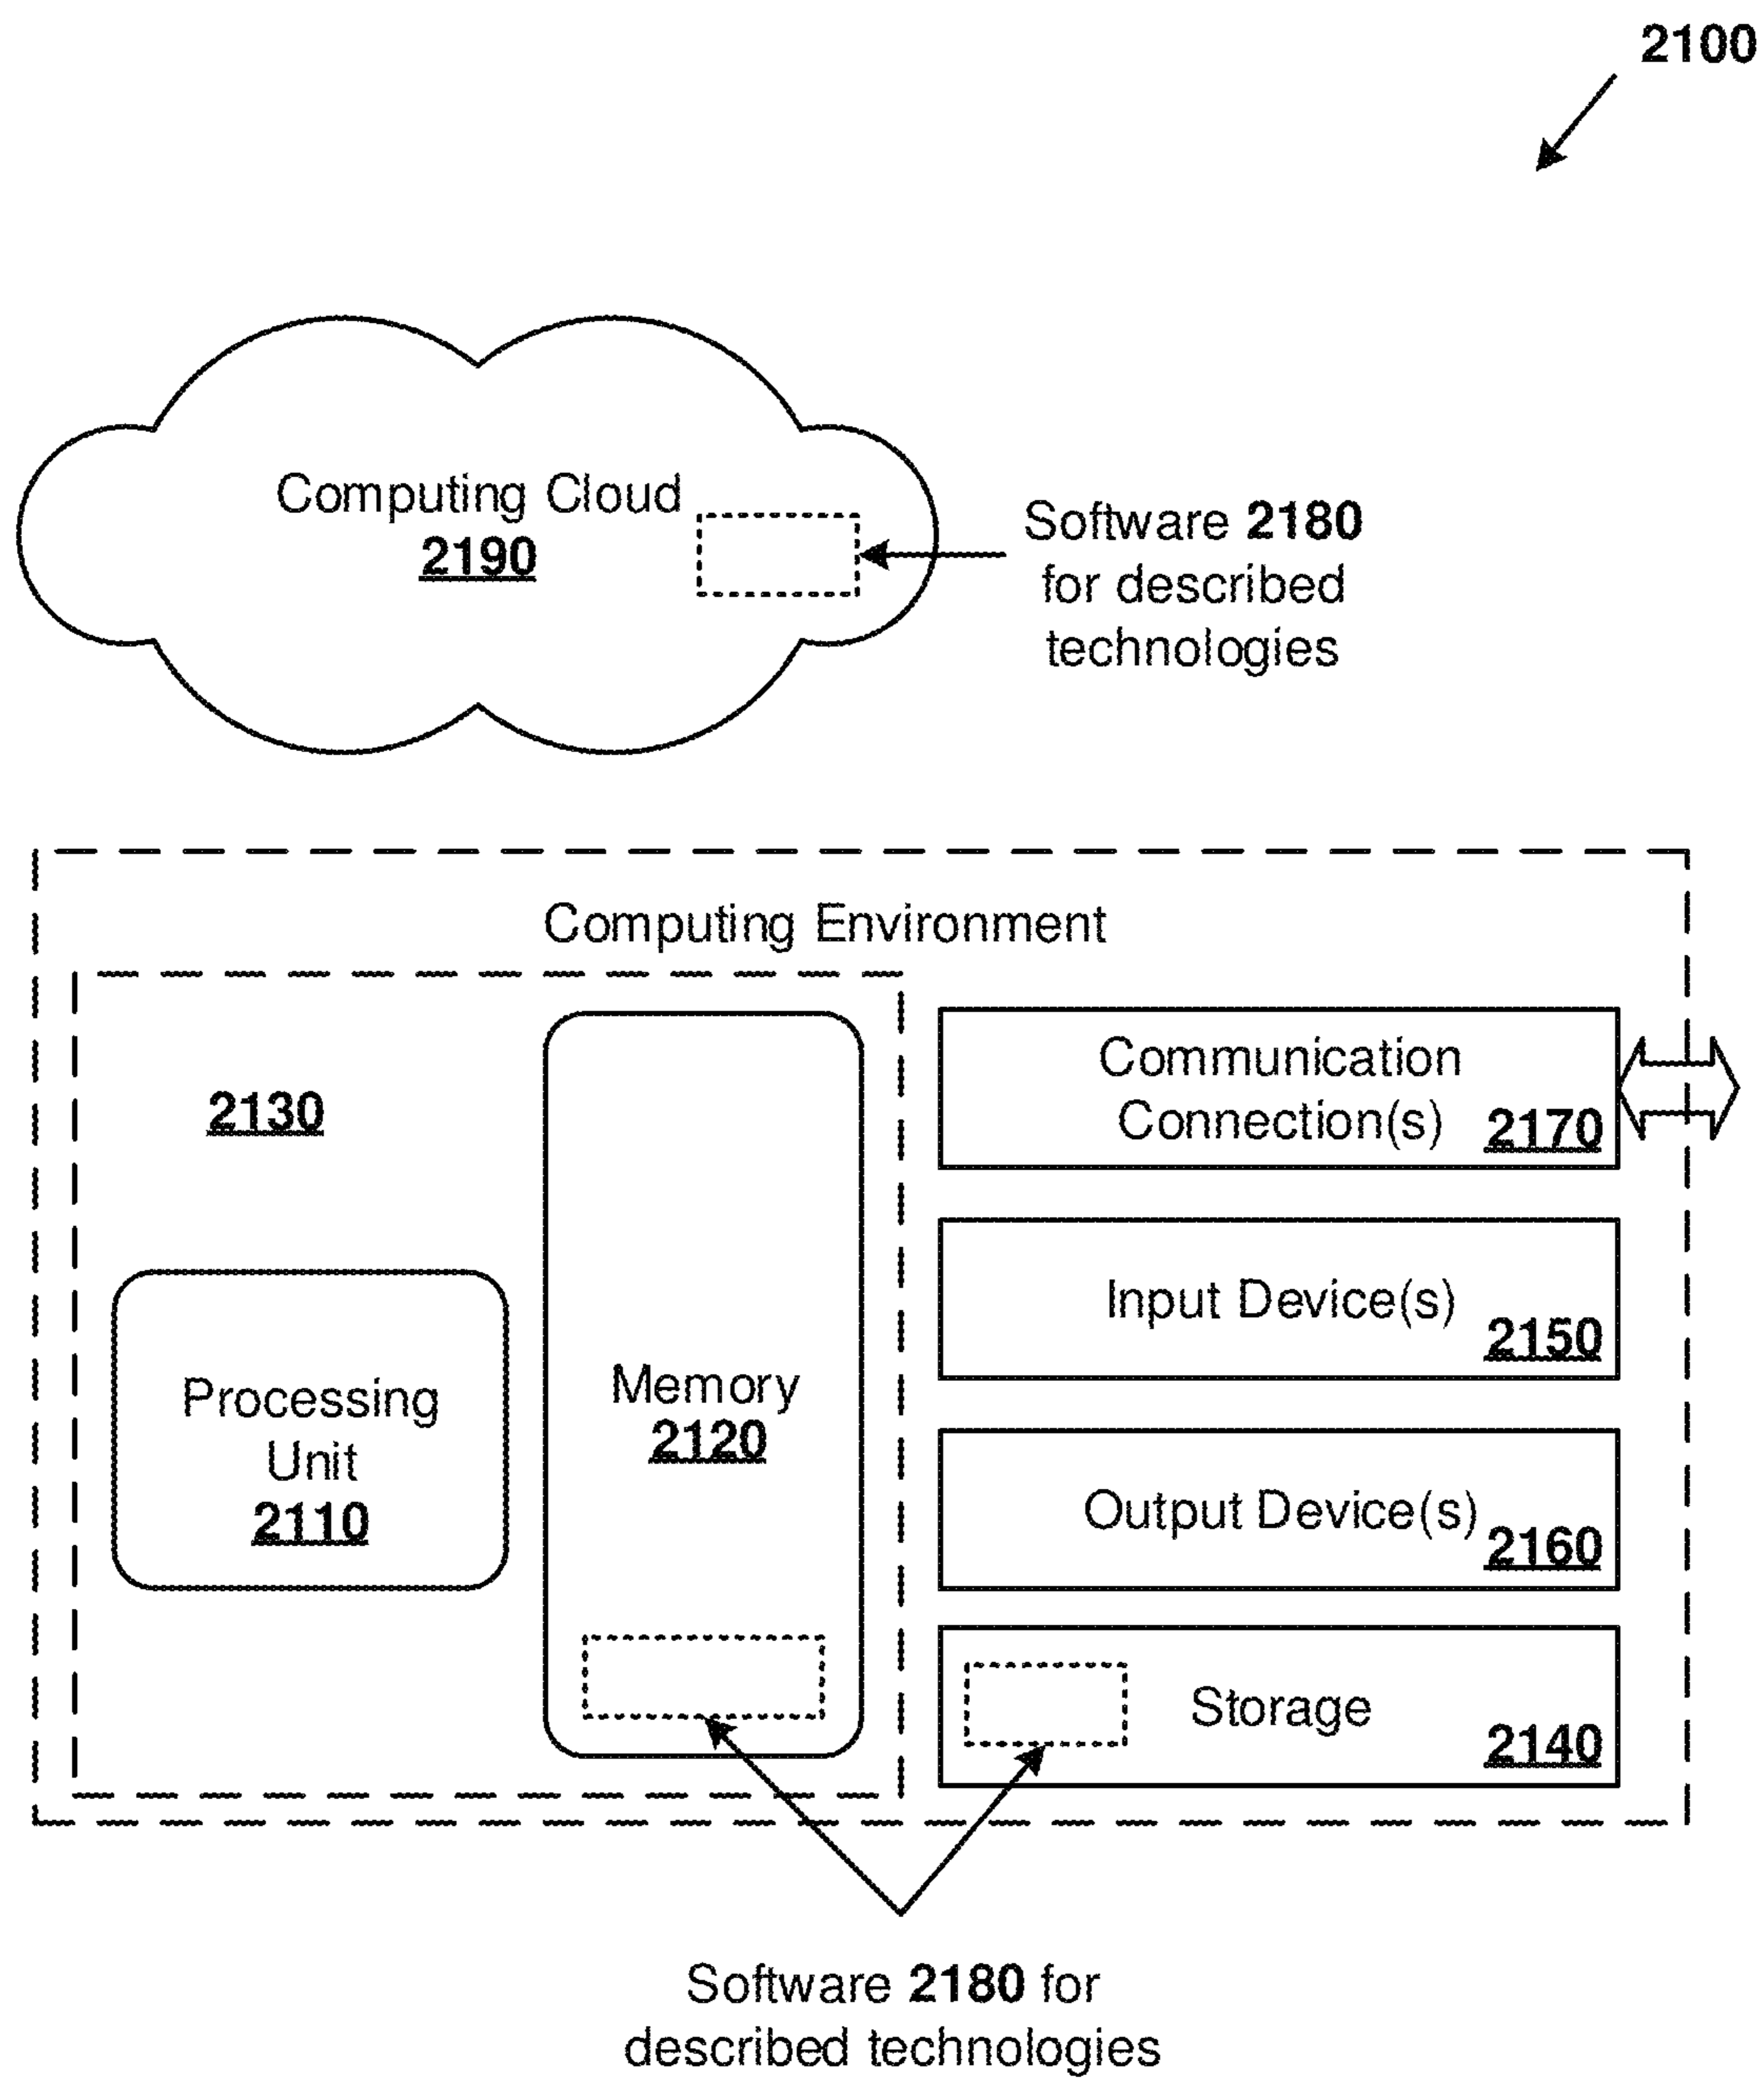 2100
Computing Cloud
2190
Software 2180
for described
technologies
Computing Environment
2130
Processing
Unit
2110
Memory
2120
Communication
Connection(s) 2170
Input Device(s)
2150
Output Device(s)
2160
Storage
2140
Software 2180 for
described technologies